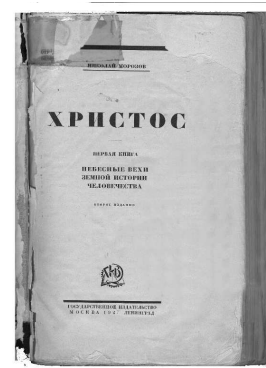 НИКОЛАЙ МОРОЗОВ
ХРИСТОС
ПЕРВАЯ КНИГА
НЕБЕСНЫЕ ВЕХИ
ЗЕМНОЙ ИСТОРИИ
ЧЕЛОВЕЧЕСТВА
ВТОРОЕ ИЗДАНИЕ
ГОСУДАРСТВЕННОЕ ИЗДАТЕЛЬСТВО
МОСКВА ЛЕНИНГРАД